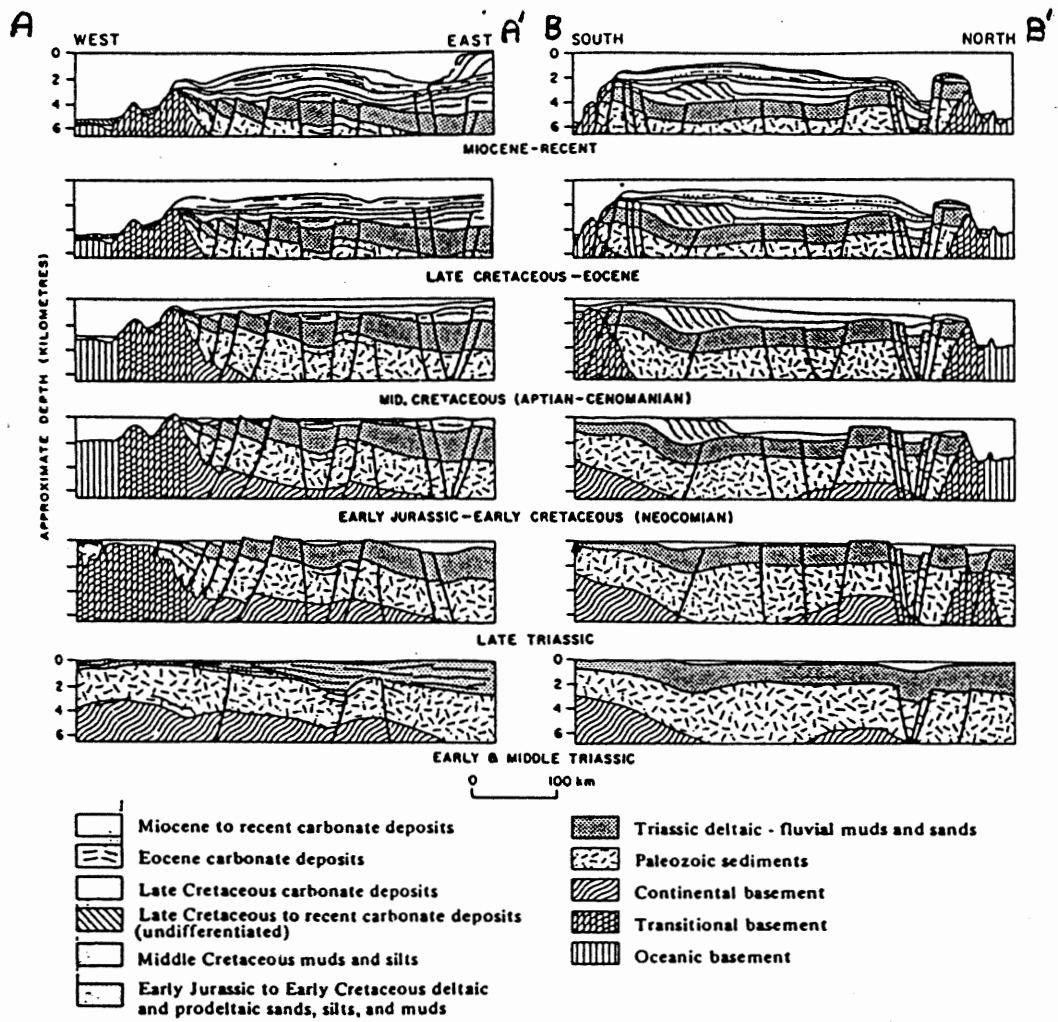 A A' B B'
WEST EAST SOUTH NORTH
0
2
4
6
0
2
4
6
MIOCENE-RECENT
LATE CRETACEOUS-EOCENE
MID. CRETACEOUS (APTIAN-CENOMANIAN)
EARLY JURASSIC-EARLY CRETACEOUS (NEOCOMIAN)
LATE TRIASSIC
0
2
4
6
0
2
4
6
EARLY & MIDDLE TRIASSIC
APPROXIMATE DEPTH (KILOMETRES)
0 100 km
Miocene to recent carbonate deposits
Eocene carbonate deposits
Late Cretaceous carbonate deposits
Late Cretaceous to recent carbonate deposits
(undifferentiated)
Middle Cretaceous muds and silts
Early Jurassic to Early Cretaceous deltaic
and prodeltaic sands, silts, and muds
Triassic deltaic - fluvial muds and sands
Paleozoic sediments
Continental basement
Transitional basement
Oceanic basement